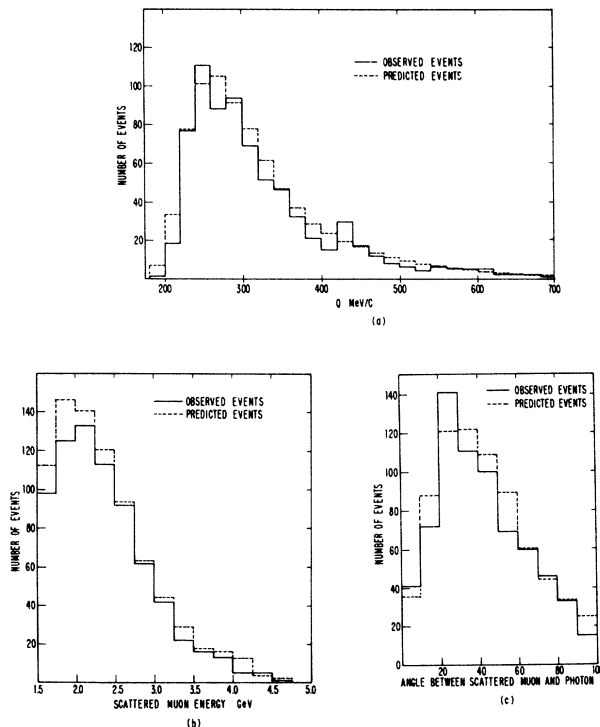 120
100
80
60
40
20
NUMBER OF EVENTS
OBSERVED EVENTS
PREDICTED EVENTS
200 300 400 500 600 700
Q MeV/C
(a)
140
120
100
80
60
40
20
NUMBER OF EVENTS
OBSERVED EVENTS
PREDICTED EVENTS
1.5 2.0 2.5 3.0 3.5 4.0 4.5 5.0
SCATTERED MUON ENERGY GeV
(b)
140
120
100
80
60
40
20
0
NUMBER OF EVENTS
OBSERVED EVENTS
PREDICTED EVENTS
20 40 60 80 10
ANGLE BETWEEN SCATTERED MUON AND PHOTON
(c)